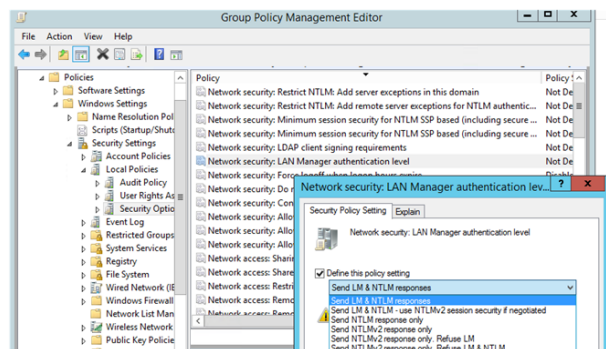 Group Policy Management Editor
File Action View Help
Policies
Software Settings
Windows Settings
Name Resolution Pol
Scripts (Startup/Shutd
Security Settings
Account Policies
Local Policies
Audit Policy
User Rights As
Security Optio
Event Log
Restricted Groups
System Services
Registry
File System
Wired Network (IE
Windows Firewall
Network List Man
Wireless Network
Public Key Policie
Policy
Policy S
Network security: Restrict NTLM: Add server exceptions in this domain Not De
Network security: Restrict NTLM: Add remote server exceptions for NTLM authentic... Not De
Network security: Minimum session security for NTLM SSP based (including secure ... Not De
Network security: Minimum session security for NTLM SSP based (including secure ... Not De
Network security: LDAP client signing requirements Not De
Network security: LAN Manager authentication level Not De
Network security: Force logoff when logon hours expire
Network security: Do n
Network security: Con
Network security: Allo
Network security: Allo
Network security: Allo
Network access: Sharin
Network access: Share
Network access: Restri
Network access: Remo
Network access: Remo
Network security: LAN Manager authentication lev...
Security Policy Setting Explain
Network security: LAN Manager authentication level
Define this policy setting
Send LM & NTLM responses
Send LM & NTLM responses
Send LM & NTLM - use NTLMv2 session security if negotiated
Send NTLM response only
Send NTLMv2 response only
Send NTLMv2 response only. Refuse LM
Send NTLMv2 response only. Refuse LM & NTLM